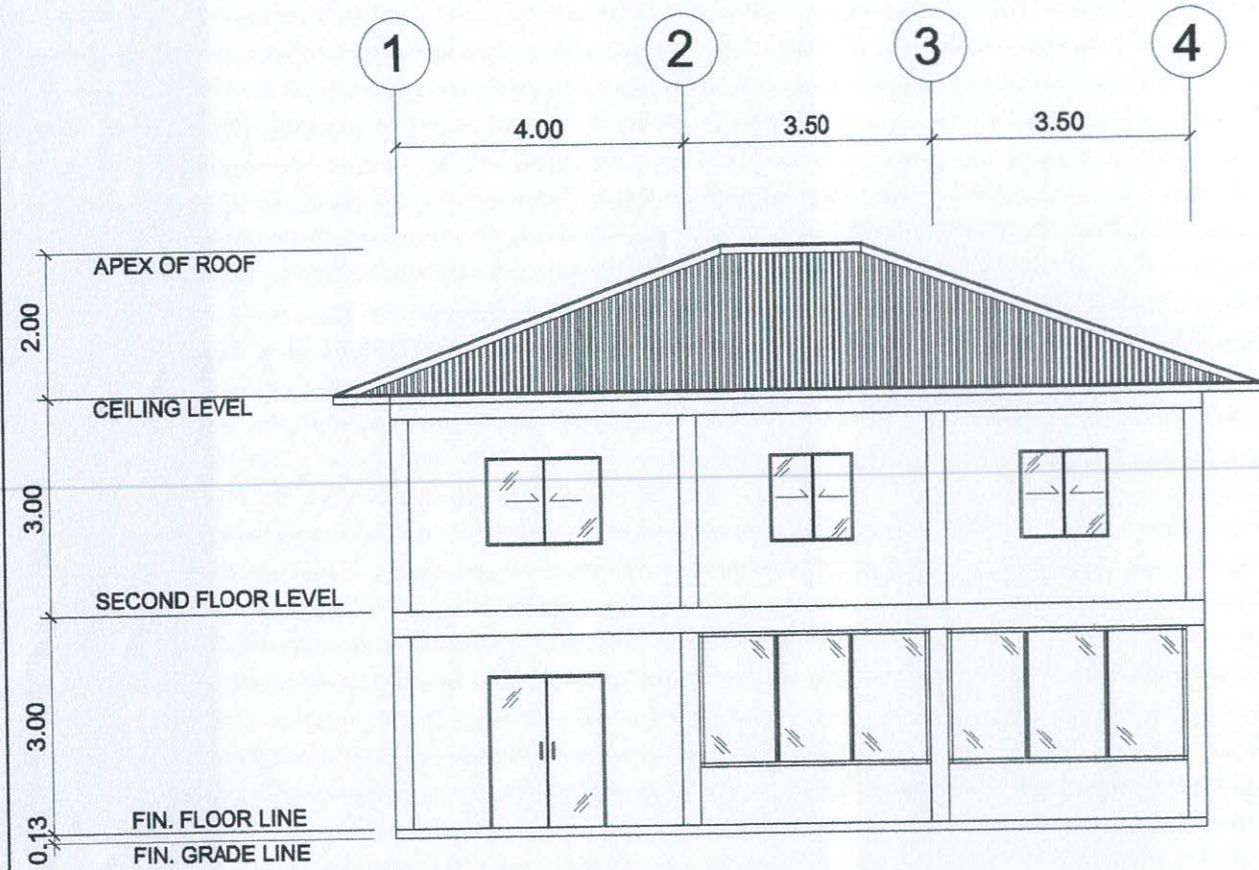 1 2 3 4
4.00 3.50 3.50
APEX OF ROOF
2.00
CEILING LEVEL
3.00
SECOND FLOOR LEVEL
3.00
FIN. FLOOR LINE
0.13
FIN. GRADE LINE